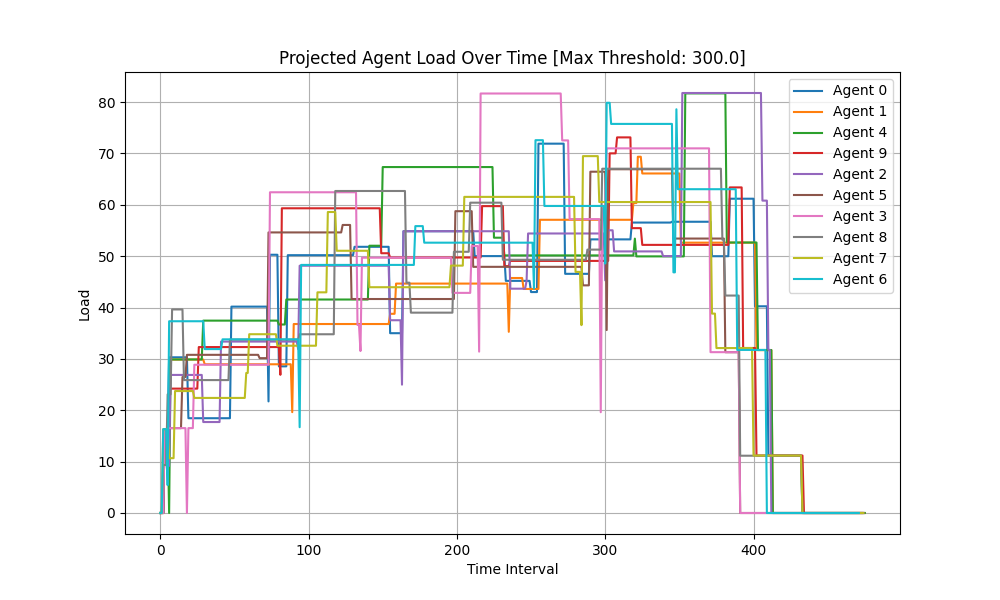 Projected Agent Load Over Time [Max Threshold: 300.0]
Load
80
70
60
50
40
30
20
10
0
0 100 200 300 400
Time Interval
Agent 0
Agent 1
Agent 4
Agent 9
Agent 2
Agent 5
Agent 3
Agent 8
Agent 7
Agent 6